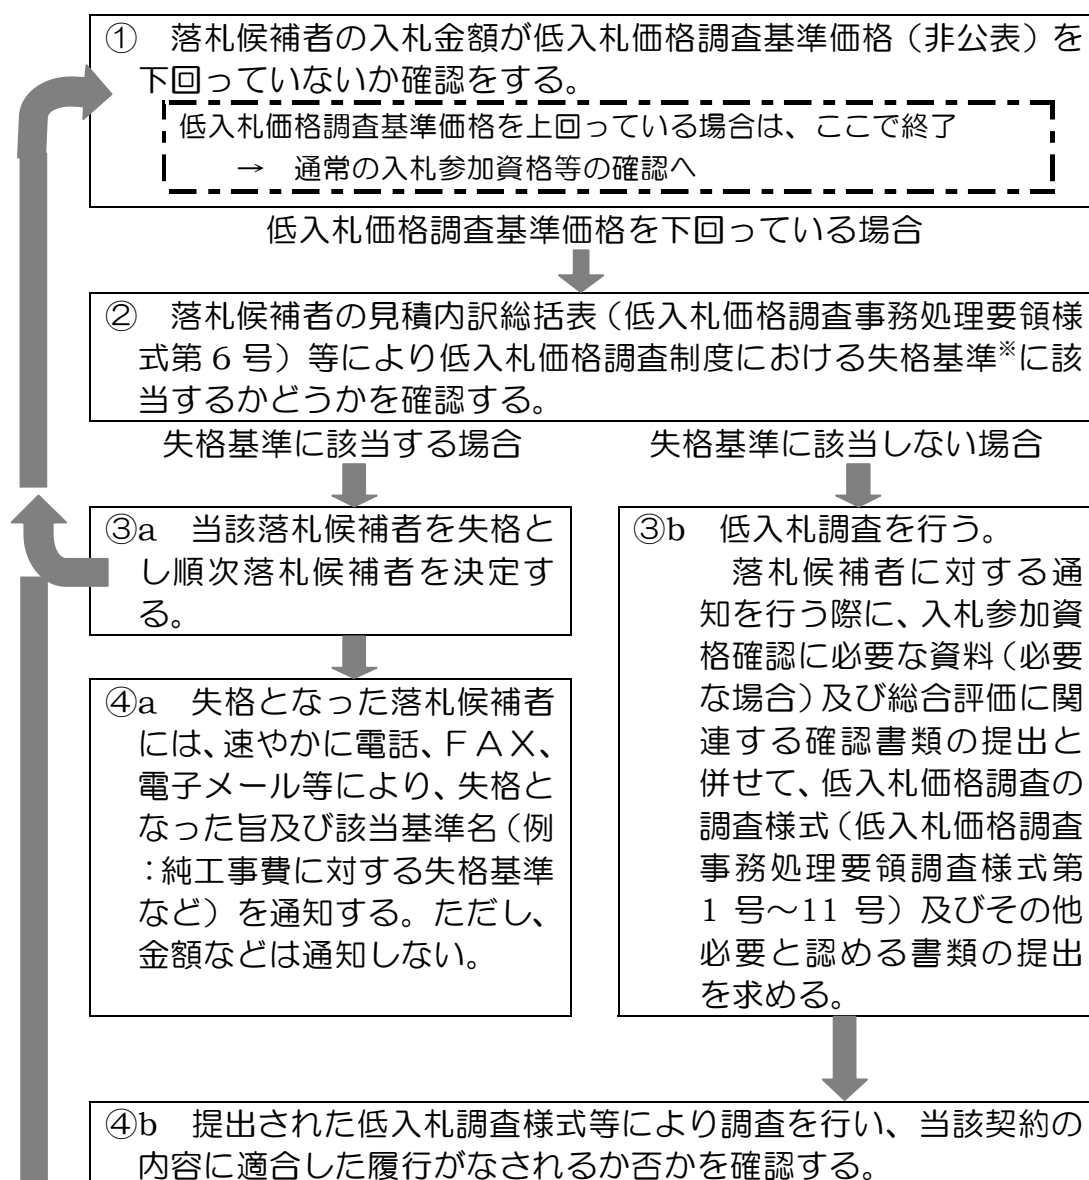 ① 落札候補者の入札金額が低入札価格調査基準価格（非公表）を
下回っていないか確認をする。
低入札価格調査基準価格を上回っている場合は、ここで終了
→ 通常の入札参加資格等の確認へ
低入札価格調査基準価格を下回っている場合
② 落札候補者の見積内訳総括表（低入札価格調査事務処理要領様
式第 6 号）等により低入札価格調査制度における失格基準※に該
当するかどうかを確認する。
失格基準に該当する場合
失格基準に該当しない場合
③a 当該落札候補者を失格と
し順次落札候補者を決定す
る。
④a 失格となった落札候補者
には、速やかに電話、ＦＡＸ、
電子メール等により、失格と
なった旨及び該当基準名（例
：純工事費に対する失格基準
など）を通知する。ただし、
金額などは通知しない。
③b 低入札調査を行う。
落札候補者に対する通
知を行う際に、入札参加資
格確認に必要な資料（必要
な場合）及び総合評価に関
連する確認書類の提出と
併せて、低入札価格調査の
調査様式（低入札価格調査
事務処理要領調査様式第
1 号～11 号）及びその他
必要と認める書類の提出
を求める。
④b 提出された低入札調査様式等により調査を行い、当該契約の
内容に適合した履行がなされるか否かを確認する。